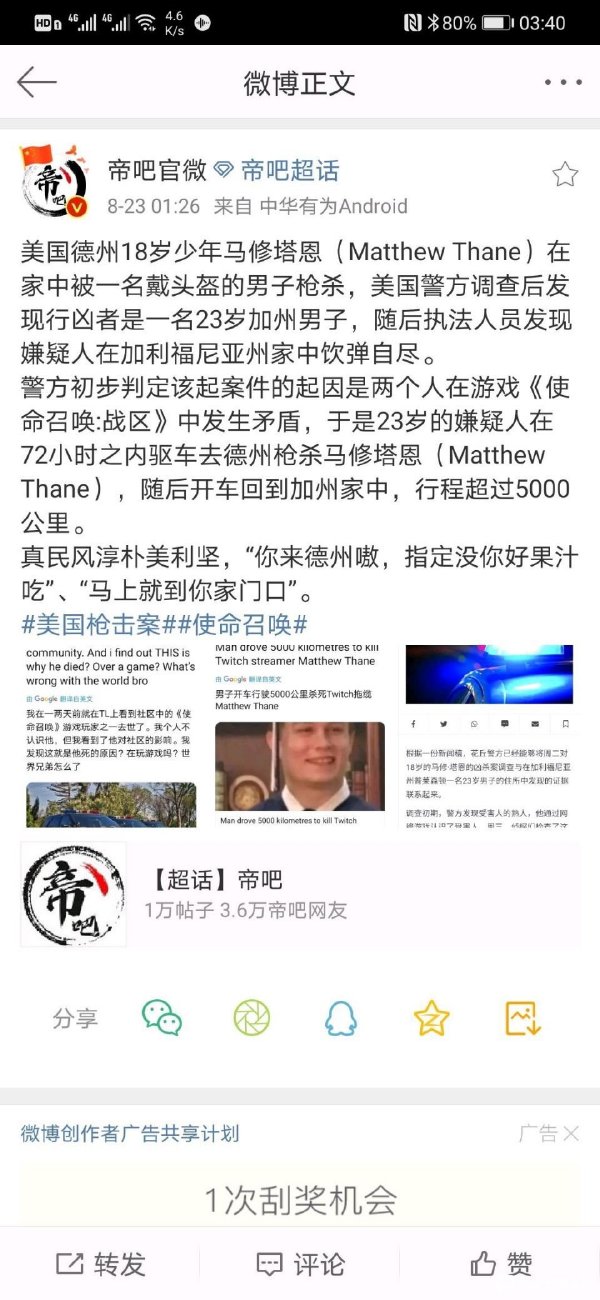 HD 4G 4G 4.6 K/s 80% 03:40
微博正文
帝吧官微 帝吧超话
8-23 01:26 来自 中华有为Android
美国德州18岁少年马修塔恩（Matthew Thane）在
家中被一名戴头盔的男子枪杀，美国警方调查后发
现行凶者是一名23岁加州男子，随后执法人员发现
嫌疑人在加利福尼亚州家中饮弹自尽。
警方初步判定该起案件的起因是两个人在游戏《使
命召唤:战区》中发生矛盾，于是23岁的嫌疑人在
72小时之内驱车去德州枪杀马修塔恩（Matthew
Thane），随后开车回到加州家中，行程超过5000
公里。
真民风淳朴美利坚，“你来德州嗷，指定没你好果汁
吃”、“马上就到你家门口”。
#美国枪击案##使命召唤#
community. And i find out THIS is
why he died? Over a game? What's
wrong with the world bro
由 Google 翻译自英文
我在一两天前就在TL上看到社区中的《使
命召唤》游戏玩家之一去世了。我个人不
认识他，但我看到了他对社区的影响。我
发现这就是他死的原因？在玩游戏吗？世
界兄弟怎么了
Man drove 5000 kilometres to kill
Twitch streamer Matthew Thane
由 Google 翻译自英文
男子开车行驶5000公里杀死Twitch拖缆
Matthew Thane
Man drove 5000 kilometres to kill Twitch
根据一份新闻稿，花丘警方已经能够将周二对
18岁的马修·塔恩的凶杀案调查与在加利福尼亚
州普莱森顿一名23岁男子的住所中发现的证据
联系起来。
调查初期，警方发现受害人的熟人，他通过网
【超话】帝吧
1万帖子 3.6万帝吧网友
帝吧
分享
微博创作者广告共享计划 广告
1次刮奖机会
转发 评论 赞